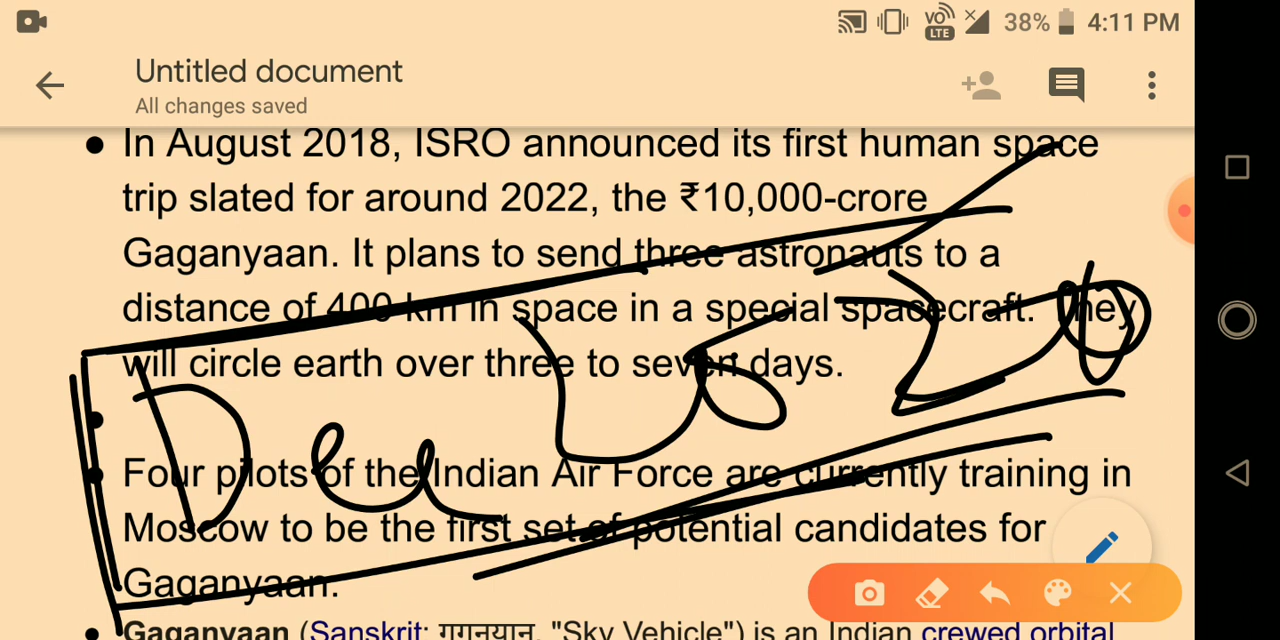 38% 4:11 PM
VO LTE
Untitled document
All changes saved
In August 2018, ISRO announced its first human space
trip slated for around 2022, the ₹10,000-crore
Gaganyaan. It plans to send three astronauts to a
distance of 400 km in space in a special spacecraft. They
will circle earth over three to seven days.
Four pilots of the Indian Air Force are currently training in
Moscow to be the first set of potential candidates for
Gaganyaan.
Gaganyaan (Sanskrit: गगनयान, "Sky Vehicle") is an Indian crewed orbital